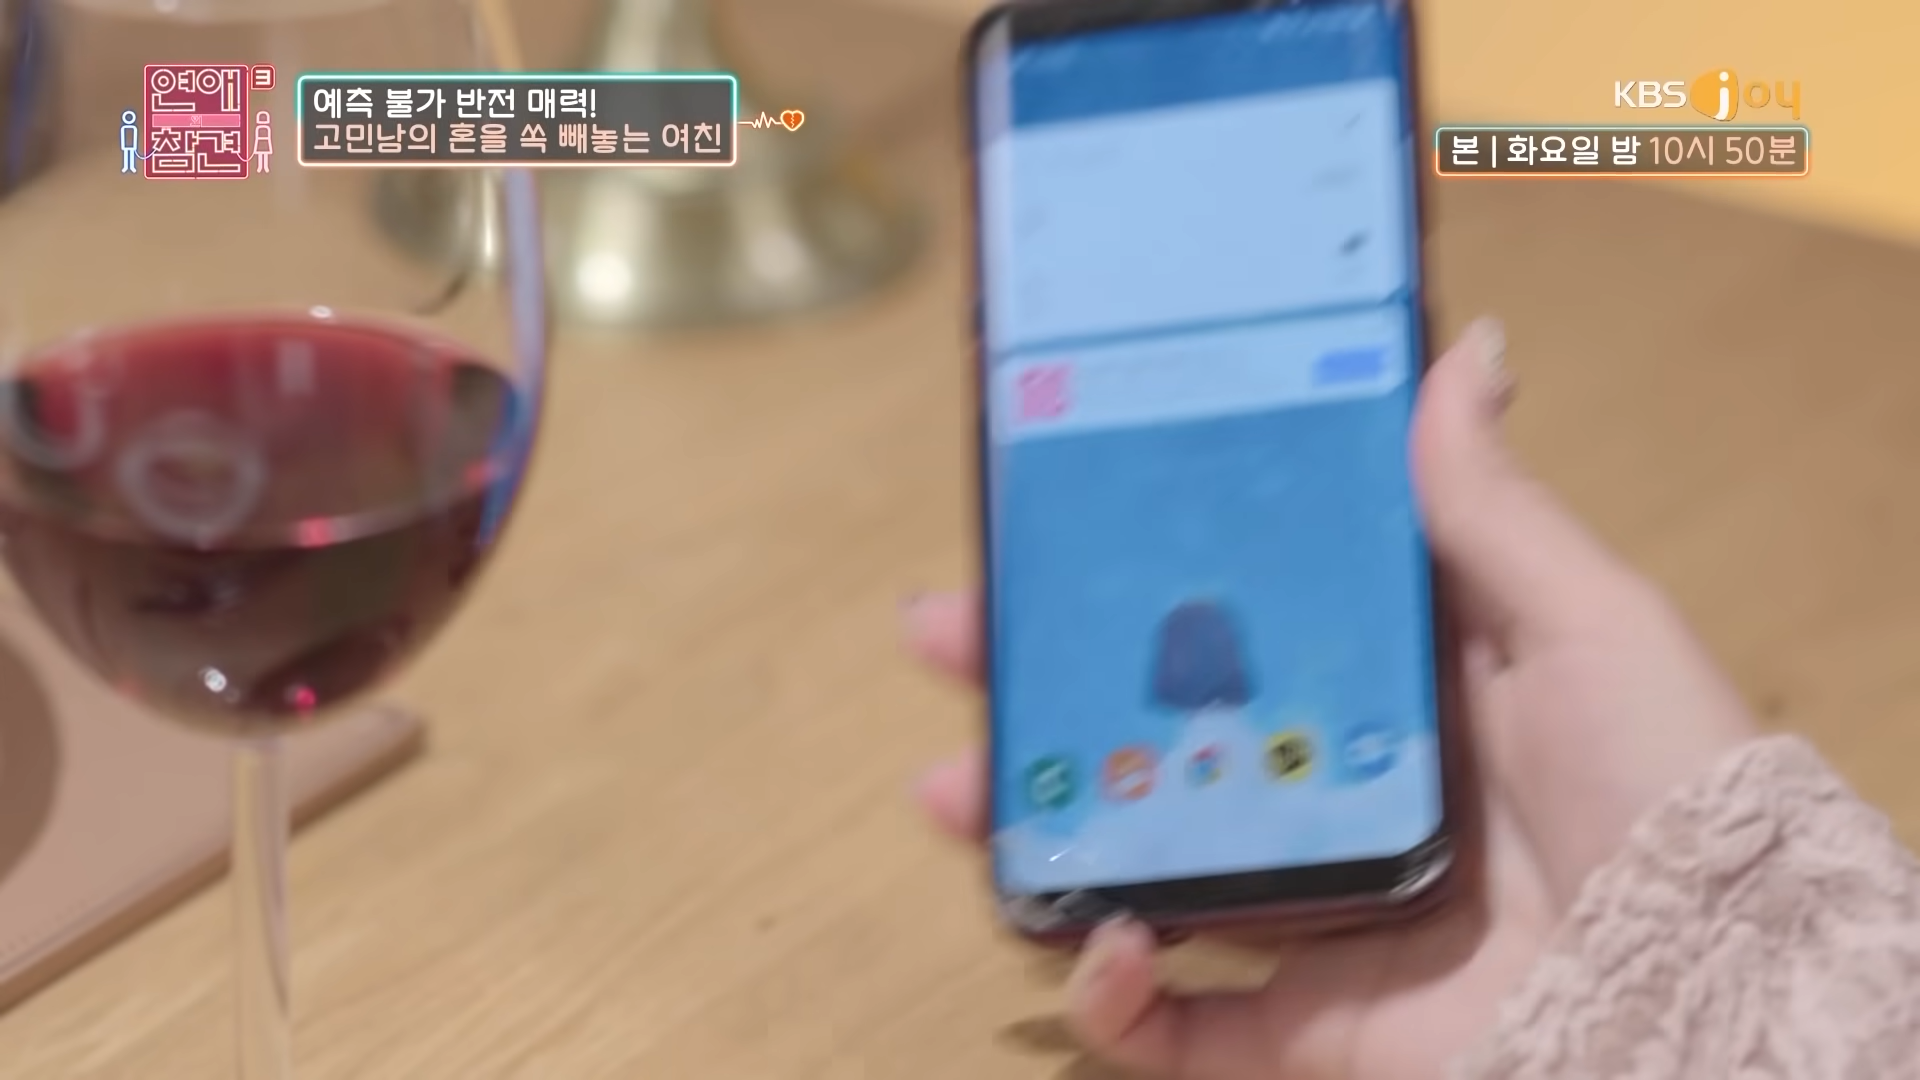 연애의 참견 3
예측 불가 반전 매력!
고민남의 혼을 쏙 빼놓는 여친
KBS joy
본 | 화요일 밤 10시 50분